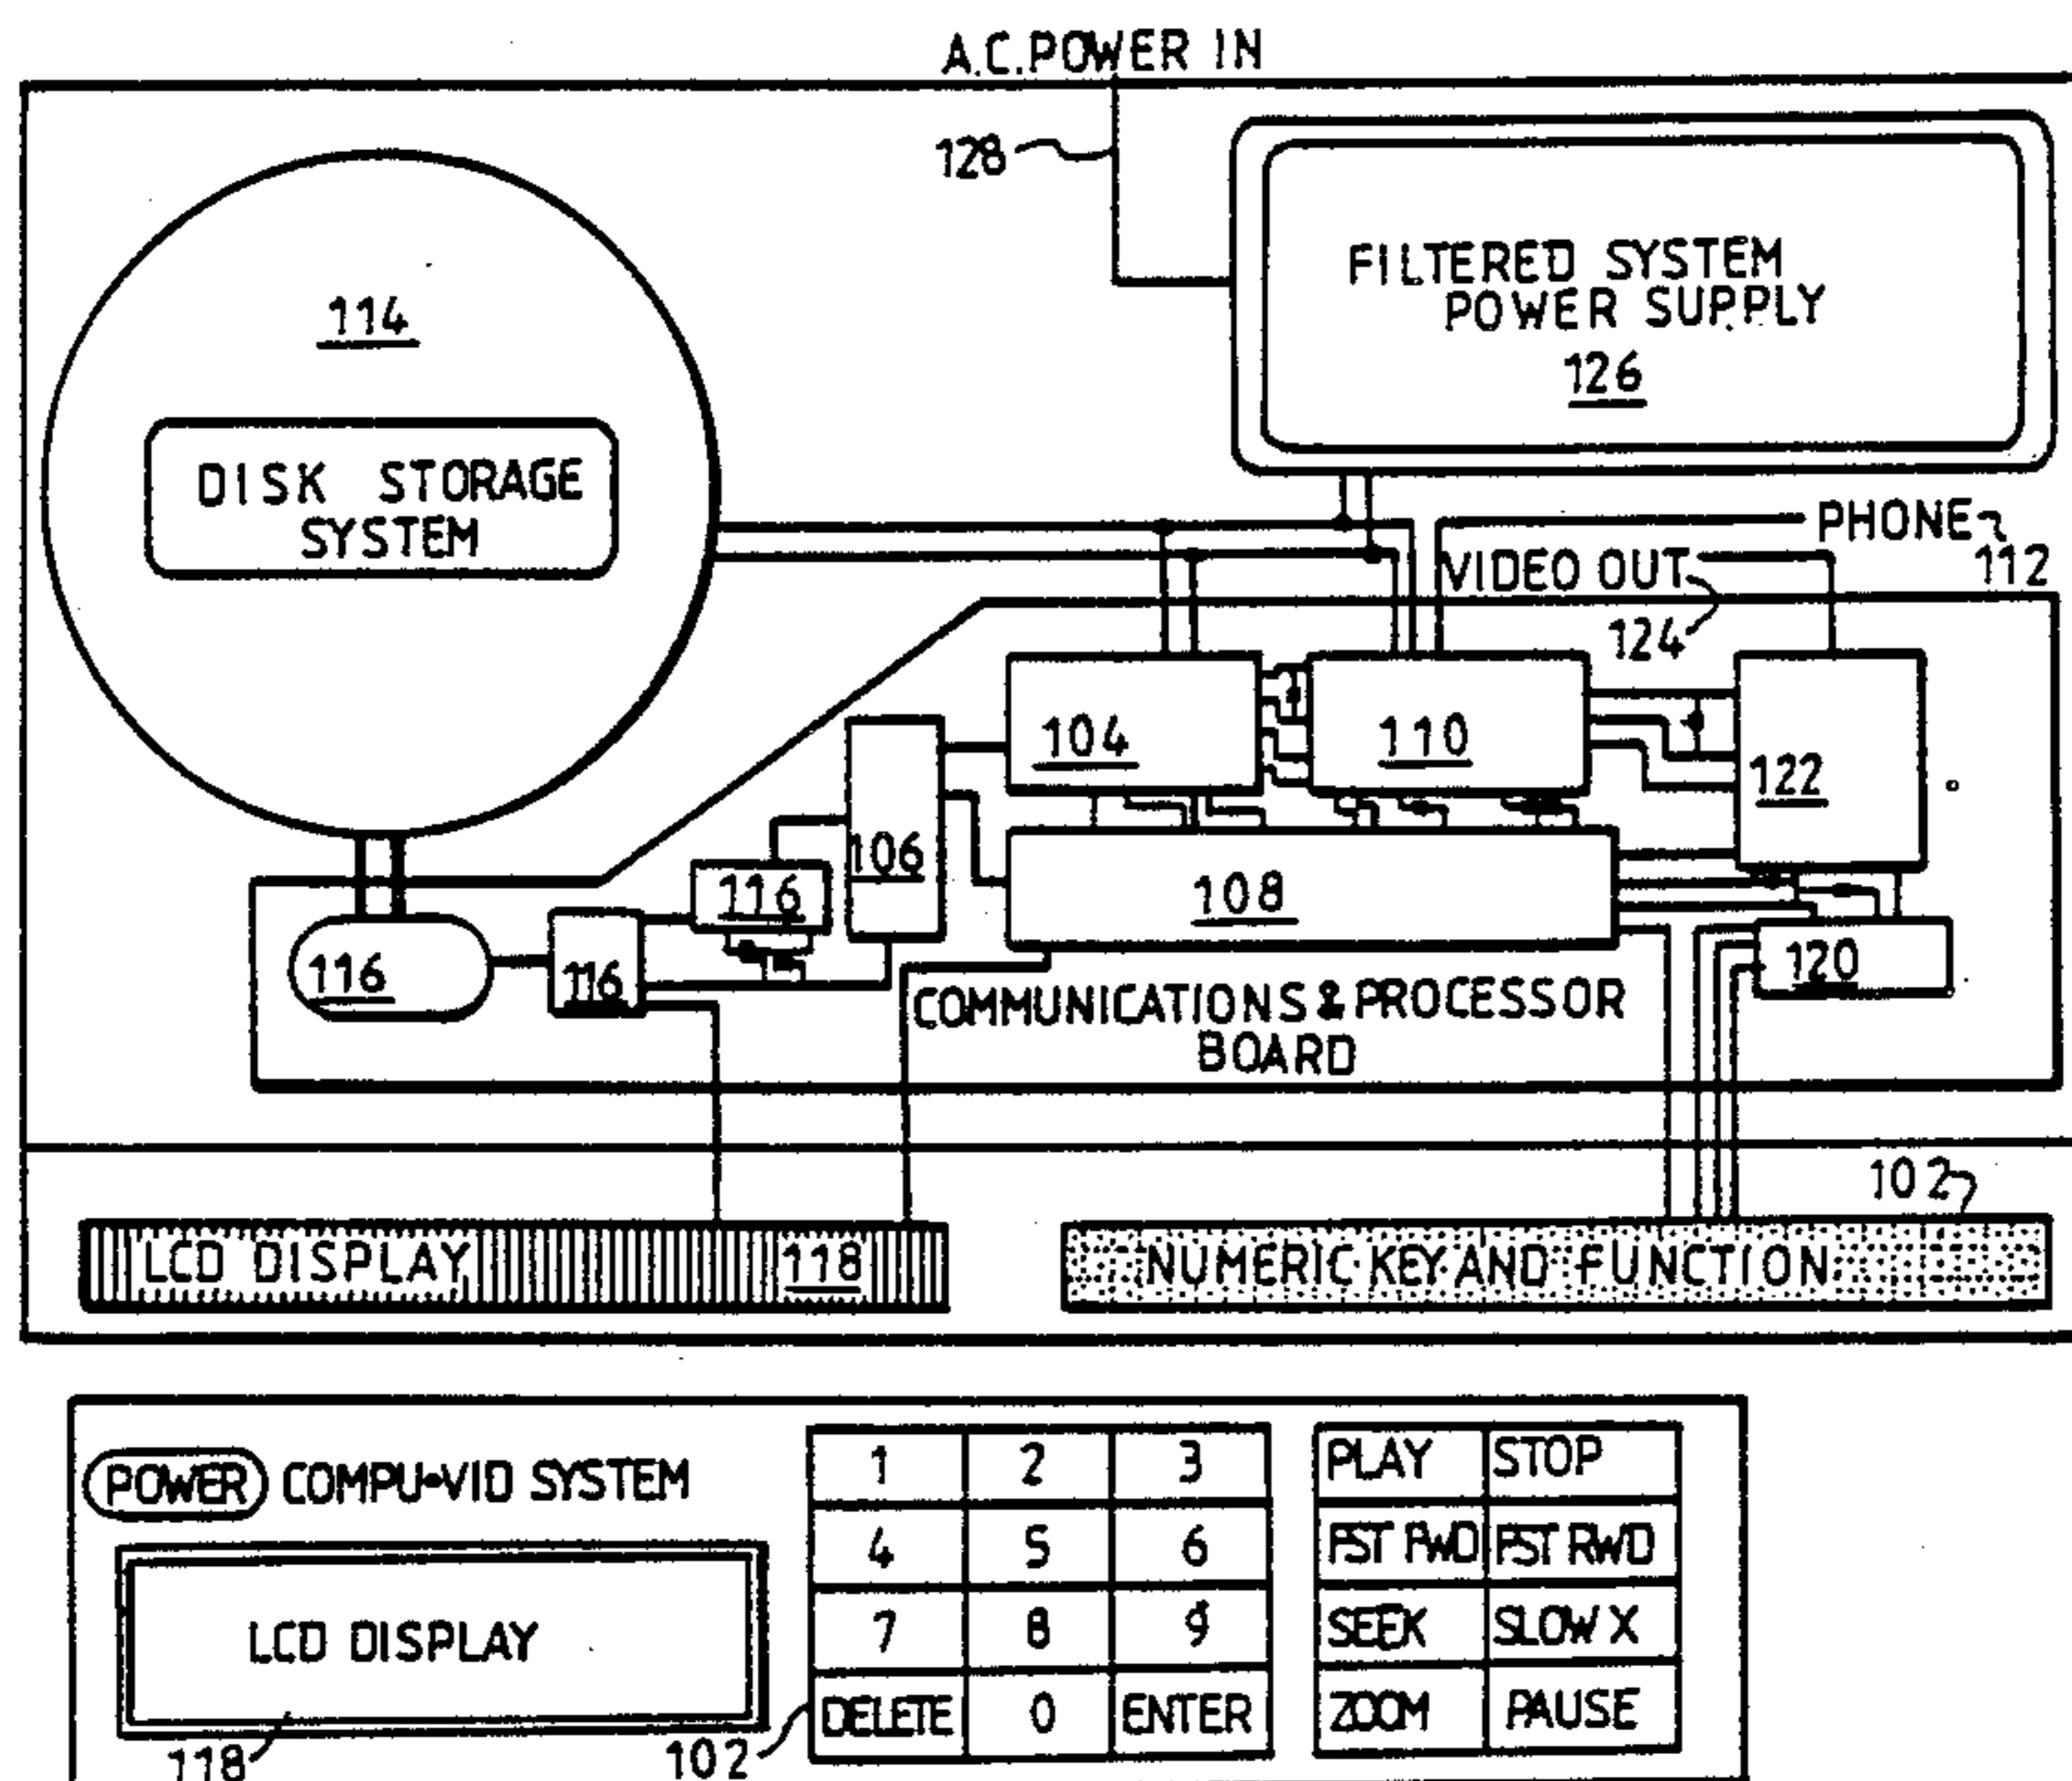 A.C.POWER IN
128
FILTERED SYSTEM
POWER SUPPLY
126
114
DISK STORAGE
SYSTEM
PHONE
112
VIDEO OUT
124
104
110
122
106
108
116
116
116
120
COMMUNICATIONS & PROCESSOR
BOARD
102
LCD DISPLAY
118
NUMERIC KEY AND FUNCTION
POWER COMPU•VID SYSTEM
LCD DISPLAY
118
102
1 2 3
4 5 6
7 8 9
DELETE 0 ENTER
PLAY STOP
FST FWD FST RWD
SEEK SLOW X
ZOOM PAUSE